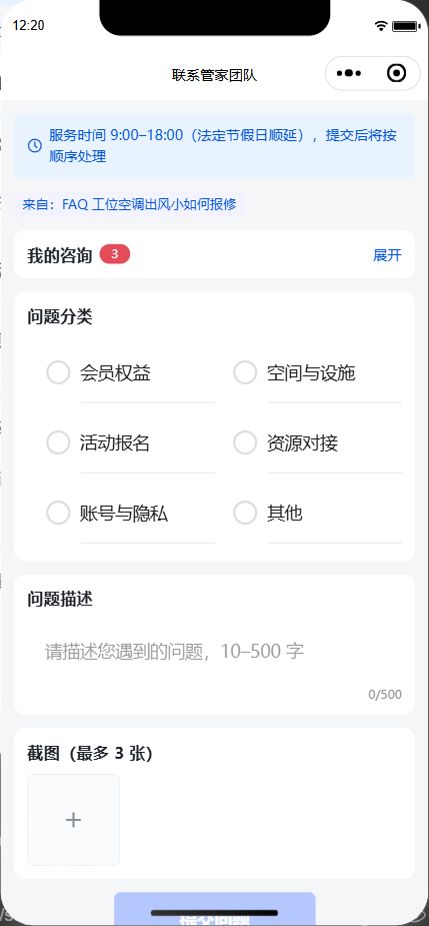 12:20
联系管家团队
服务时间 9:00–18:00（法定节假日顺延），提交后将按
顺序处理
来自：FAQ 工位空调出风小如何报修
我的咨询 3 展开
问题分类
会员权益 空间与设施
活动报名 资源对接
账号与隐私 其他
问题描述
请描述您遇到的问题，10–500 字
0/500
截图（最多 3 张）
+
提交问题